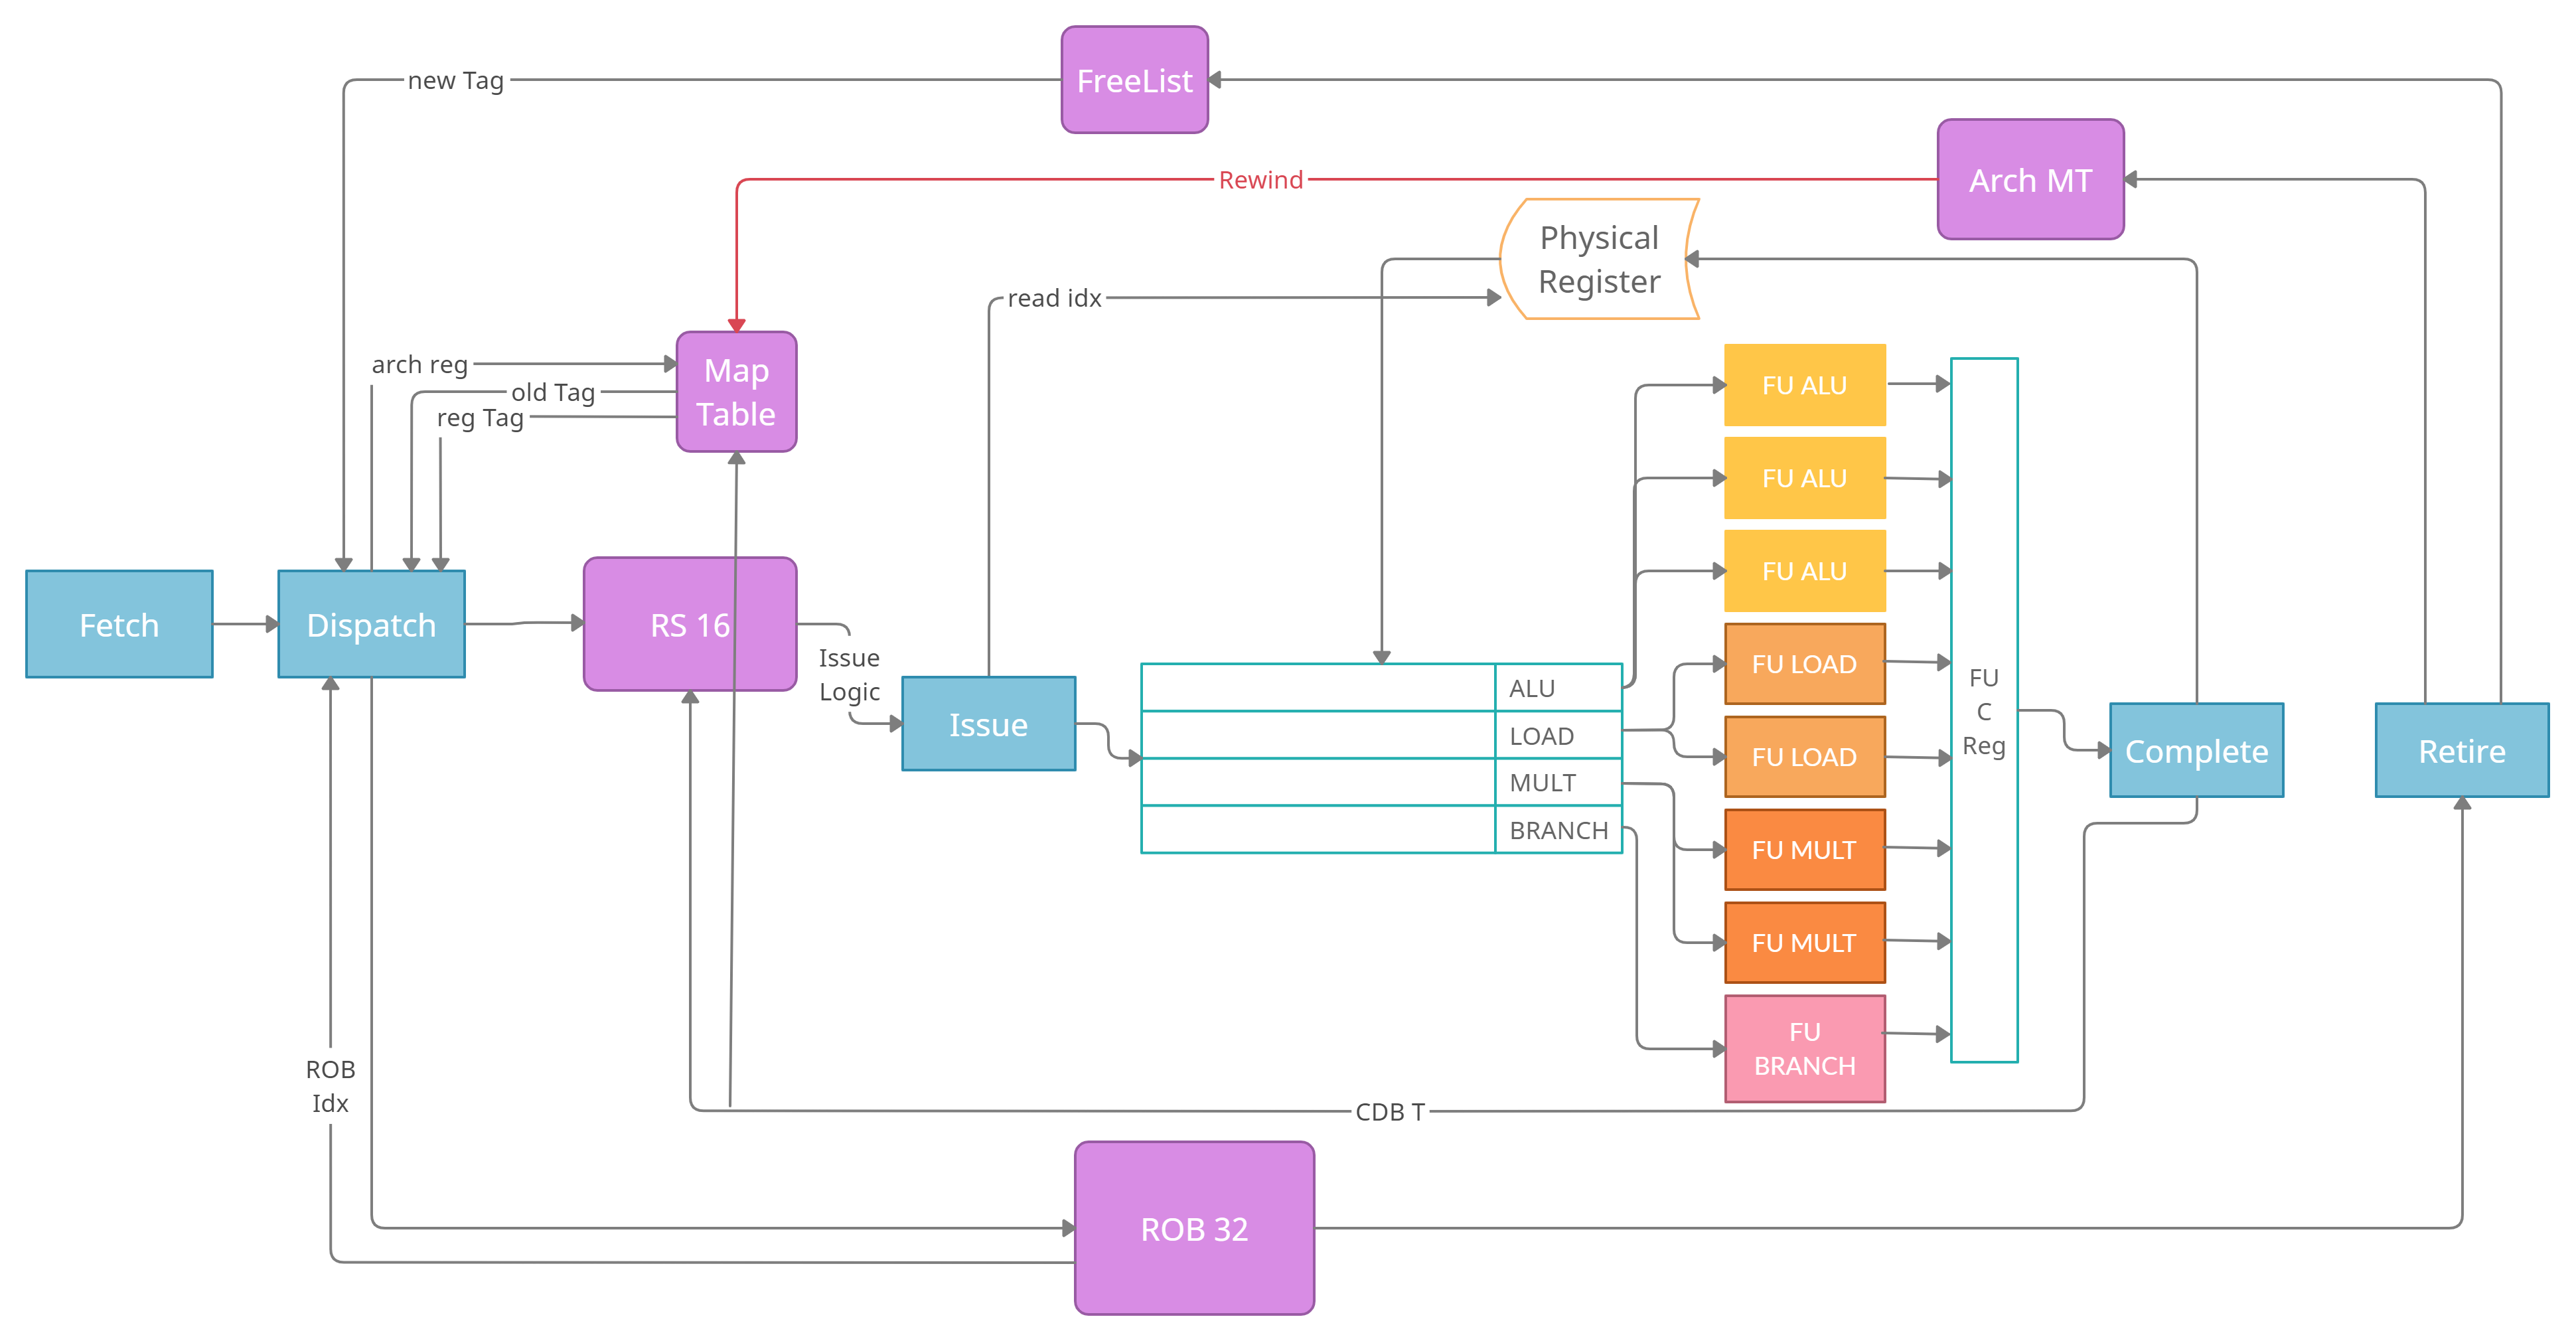 FreeList
new Tag
Arch MT
Rewind
Physical
Register
read idx
Map
Table
arch reg
old Tag
reg Tag
FU ALU
FU ALU
FU ALU
Fetch
Dispatch
RS 16
Issue
Logic
Issue
ALU
LOAD
MULT
BRANCH
FU LOAD
FU LOAD
FU MULT
FU MULT
FU
BRANCH
FU
C
Reg
Complete
Retire
ROB
Idx
CDB T
ROB 32